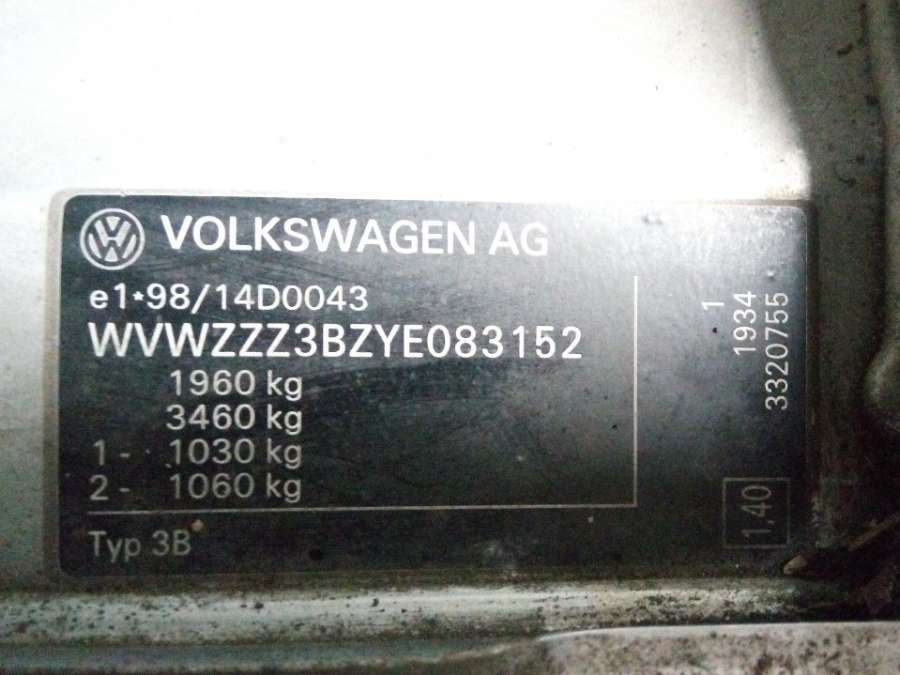 VOLKSWAGEN AG
e1*98/14D0043
WVWZZZ3BZYE083152
1960 kg
3460 kg
1- 1030 kg
2- 1060 kg
Typ 3B
1
1934
3320755
1,40